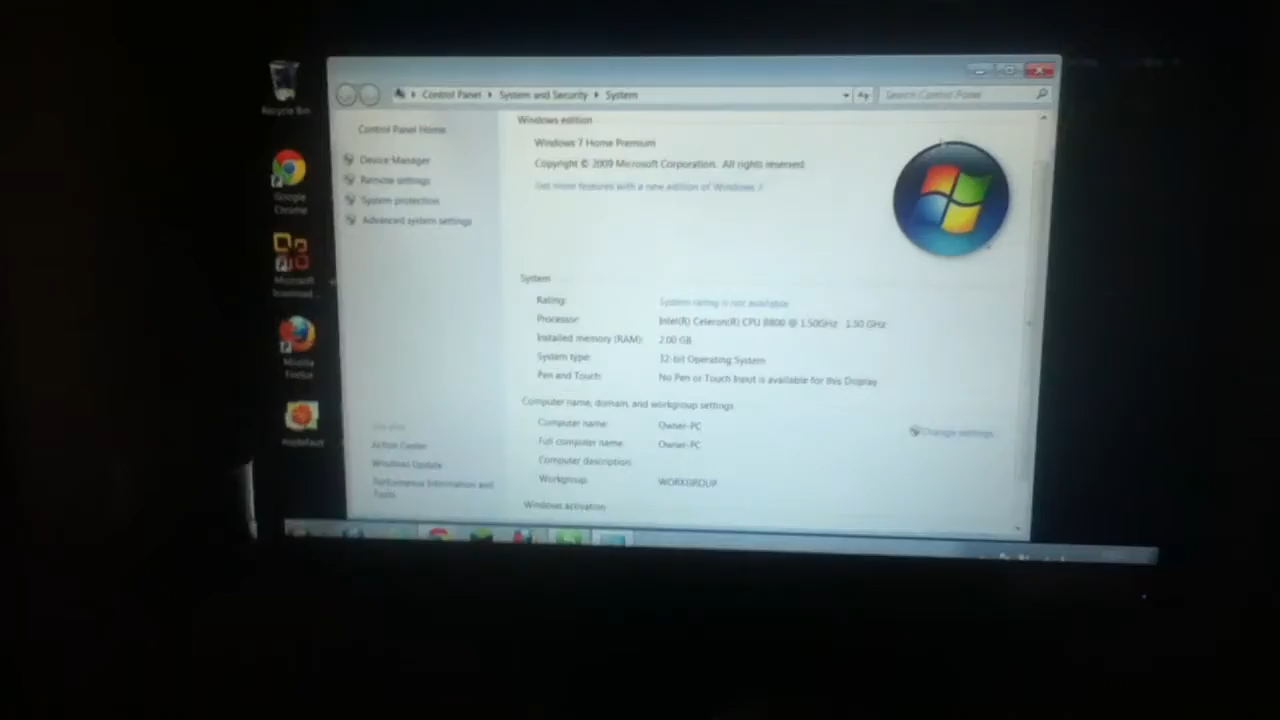 Recycle Bin
Google
Chrome
Microsoft
Mozilla
Firefox
Control Panel
System and Security
System
Search Control Panel
Control Panel Home
Device Manager
Remote settings
System protection
Advanced system settings
See also
Action Center
Windows Update
Performance Information and
Tools
Windows edition
Windows 7 Home Premium
Copyright © 2009 Microsoft Corporation. All rights reserved.
Get more features with a new edition of Windows 7
System
Rating: System rating is not available
Processor: Intel(R) Celeron(R) CPU B800 @ 1.50GHz 1.50 GHz
Installed memory (RAM): 2.00 GB
System type: 32-bit Operating System
Pen and Touch: No Pen or Touch Input is available for this Display
Computer name, domain, and workgroup settings
Computer name: Owner-PC
Change settings
Full computer name: Owner-PC
Computer description:
Workgroup: WORKGROUP
Windows activation